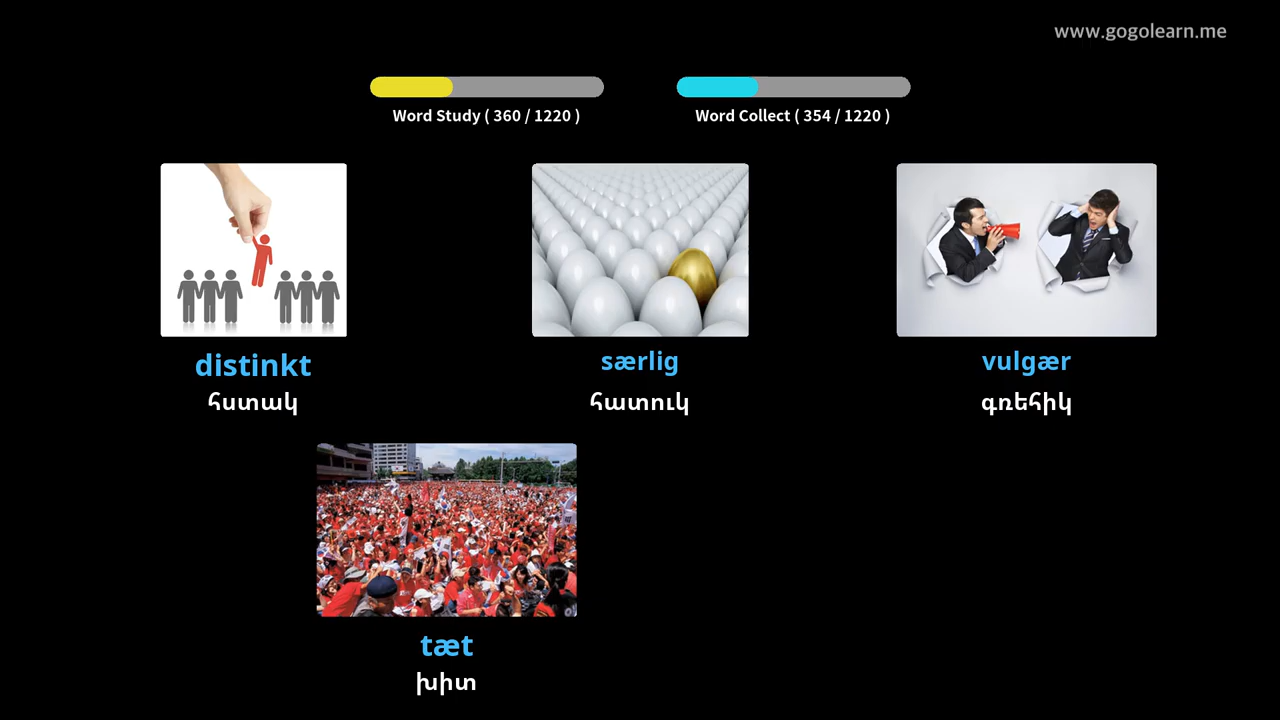 www.gogolearn.me
Word Study ( 360 / 1220 )
Word Collect ( 354 / 1220 )
distinkt
հստակ
særlig
հատուկ
vulgær
գռեհիկ
tæt
խիտ